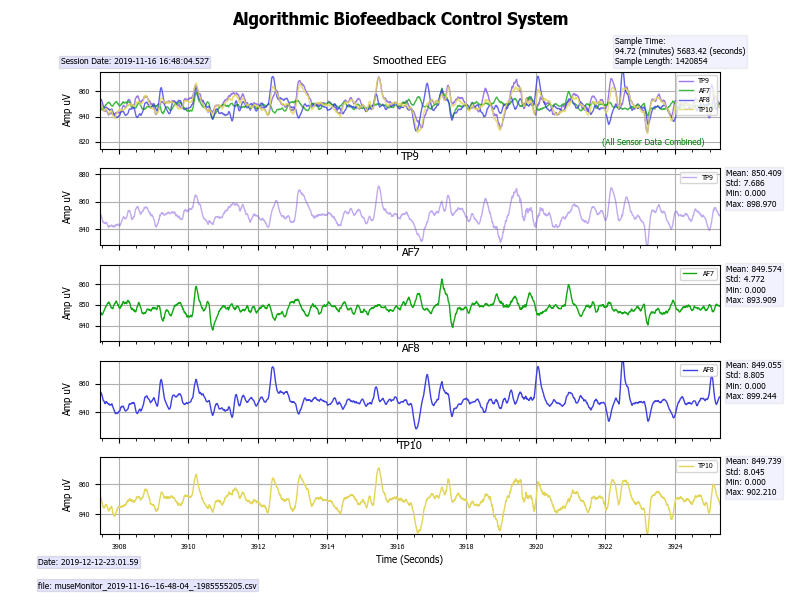 Algorithmic Biofeedback Control System
Sample Time:
94.72 (minutes) 5683.42 (seconds)
Sample Length: 1420854
Session Date: 2019-11-16 16:48:04.527
Smoothed EEG
Amp uV
860
840
820
TP9
AF7
AF8
TP10
(All Sensor Data Combined)
TP9
Amp uV
880
860
840
TP9
Mean: 850.409
Std: 7.686
Min: 0.000
Max: 898.970
AF7
Amp uV
860
850
840
AF7
Mean: 849.574
Std: 4.772
Min: 0.000
Max: 893.909
AF8
Amp uV
860
840
AF8
Mean: 849.055
Std: 8.805
Min: 0.000
Max: 899.244
TP10
Amp uV
860
840
TP10
Mean: 849.739
Std: 8.045
Min: 0.000
Max: 902.210
3908 3910 3912 3914 3916 3918 3920 3922 3924
Time (Seconds)
Date: 2019-12-12-23.01.59
file: museMonitor_2019-11-16--16-48-04_-1985555205.csv